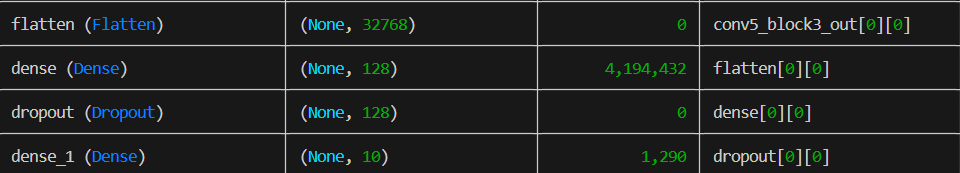 flatten (Flatten) (None, 32768) 0 conv5_block3_out[0][0]
dense (Dense) (None, 128) 4,194,432 flatten[0][0]
dropout (Dropout) (None, 128) 0 dense[0][0]
dense_1 (Dense) (None, 10) 1,290 dropout[0][0]